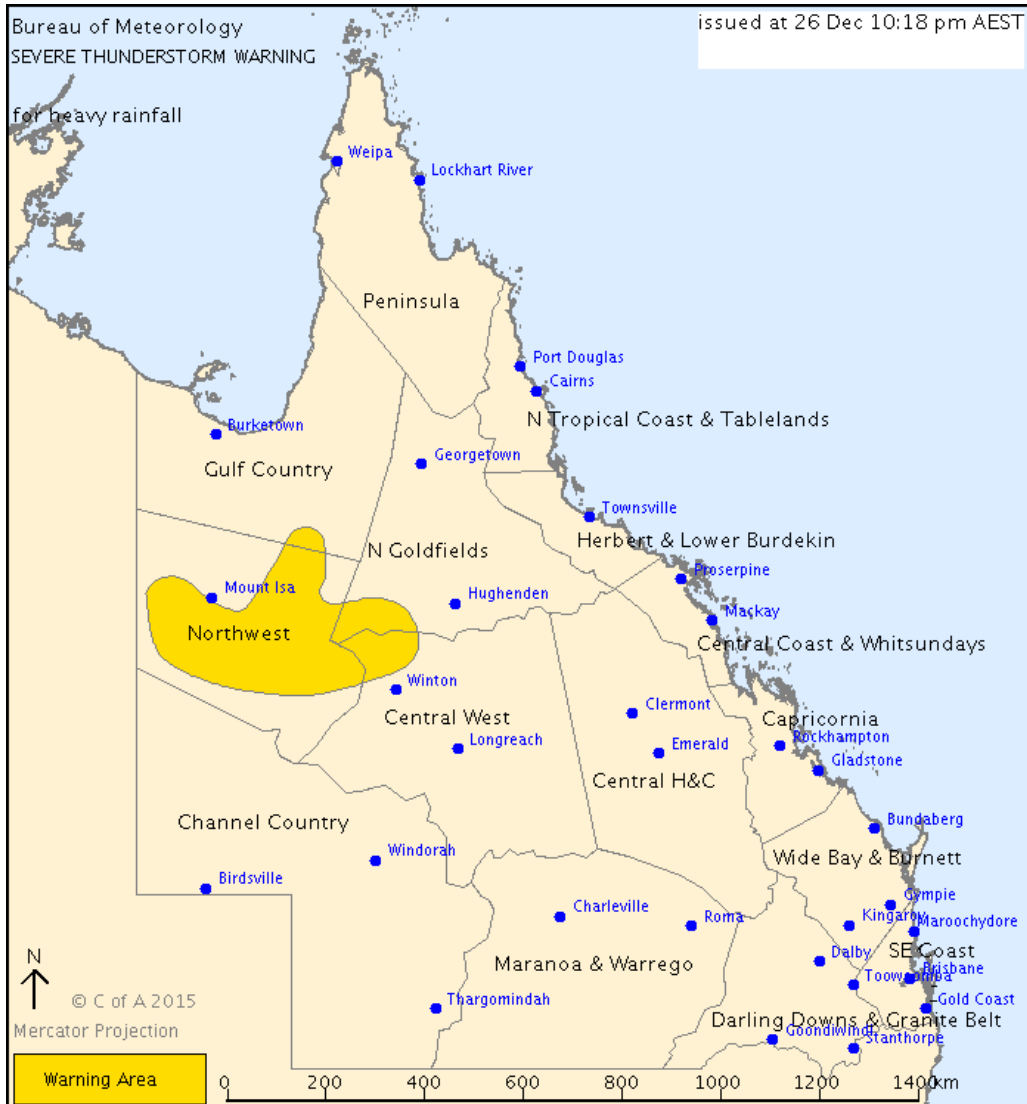 Bureau of Meteorology
issued at 26 Dec 10:18 pm AEST
SEVERE THUNDERSTORM WARNING
for heavy rainfall
Weipa
Lockhart River
Peninsula
Port Douglas
Cairns
N Tropical Coast & Tablelands
Burketown
Georgetown
Gulf Country
Townsville
Herbert & Lower Burdekin
N Goldfields
Proserpine
Mount Isa
Hughenden
Mackay
Northwest
Central Coast & Whitsundays
Winton
Clermont
Central West
Capricornia
Longreach
Emerald
Rockhampton
Gladstone
Central H&C
Channel Country
Bundaberg
Windorah
Wide Bay & Burnett
Birdsville
Gympie
Charleville
Roma
Kingaroy
Maroochydore
SE Coast
Maranoa & Warrego
Dalby
Brisbane
Toowoomba
N
© C of A 2015
Thargomindah
Gold Coast
Darling Downs & Granite Belt
Mercator Projection
Goondiwindi
Stanthorpe
Warning Area
0 200 400 600 800 1000 1200 1400km